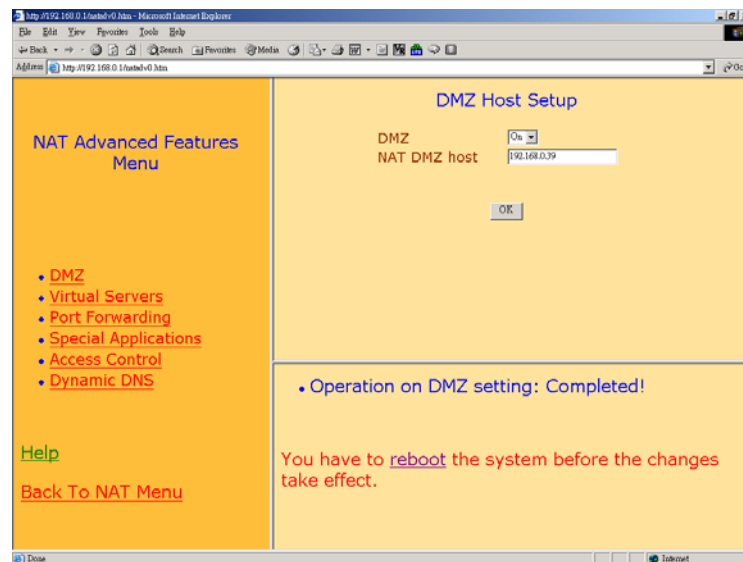 http://192.168.0.1/natadv0.htm - Microsoft Internet Explorer
File Edit View Favorites Tools Help
Back Search Favorites Media
Address http://192.168.0.1/natadv0.htm Go
NAT Advanced Features
Menu
DMZ
Virtual Servers
Port Forwarding
Special Applications
Access Control
Dynamic DNS
Help
Back To NAT Menu
DMZ Host Setup
DMZ On
NAT DMZ host 192.168.0.39
OK
Operation on DMZ setting: Completed!
You have to reboot the system before the changes
take effect.
Done Internet